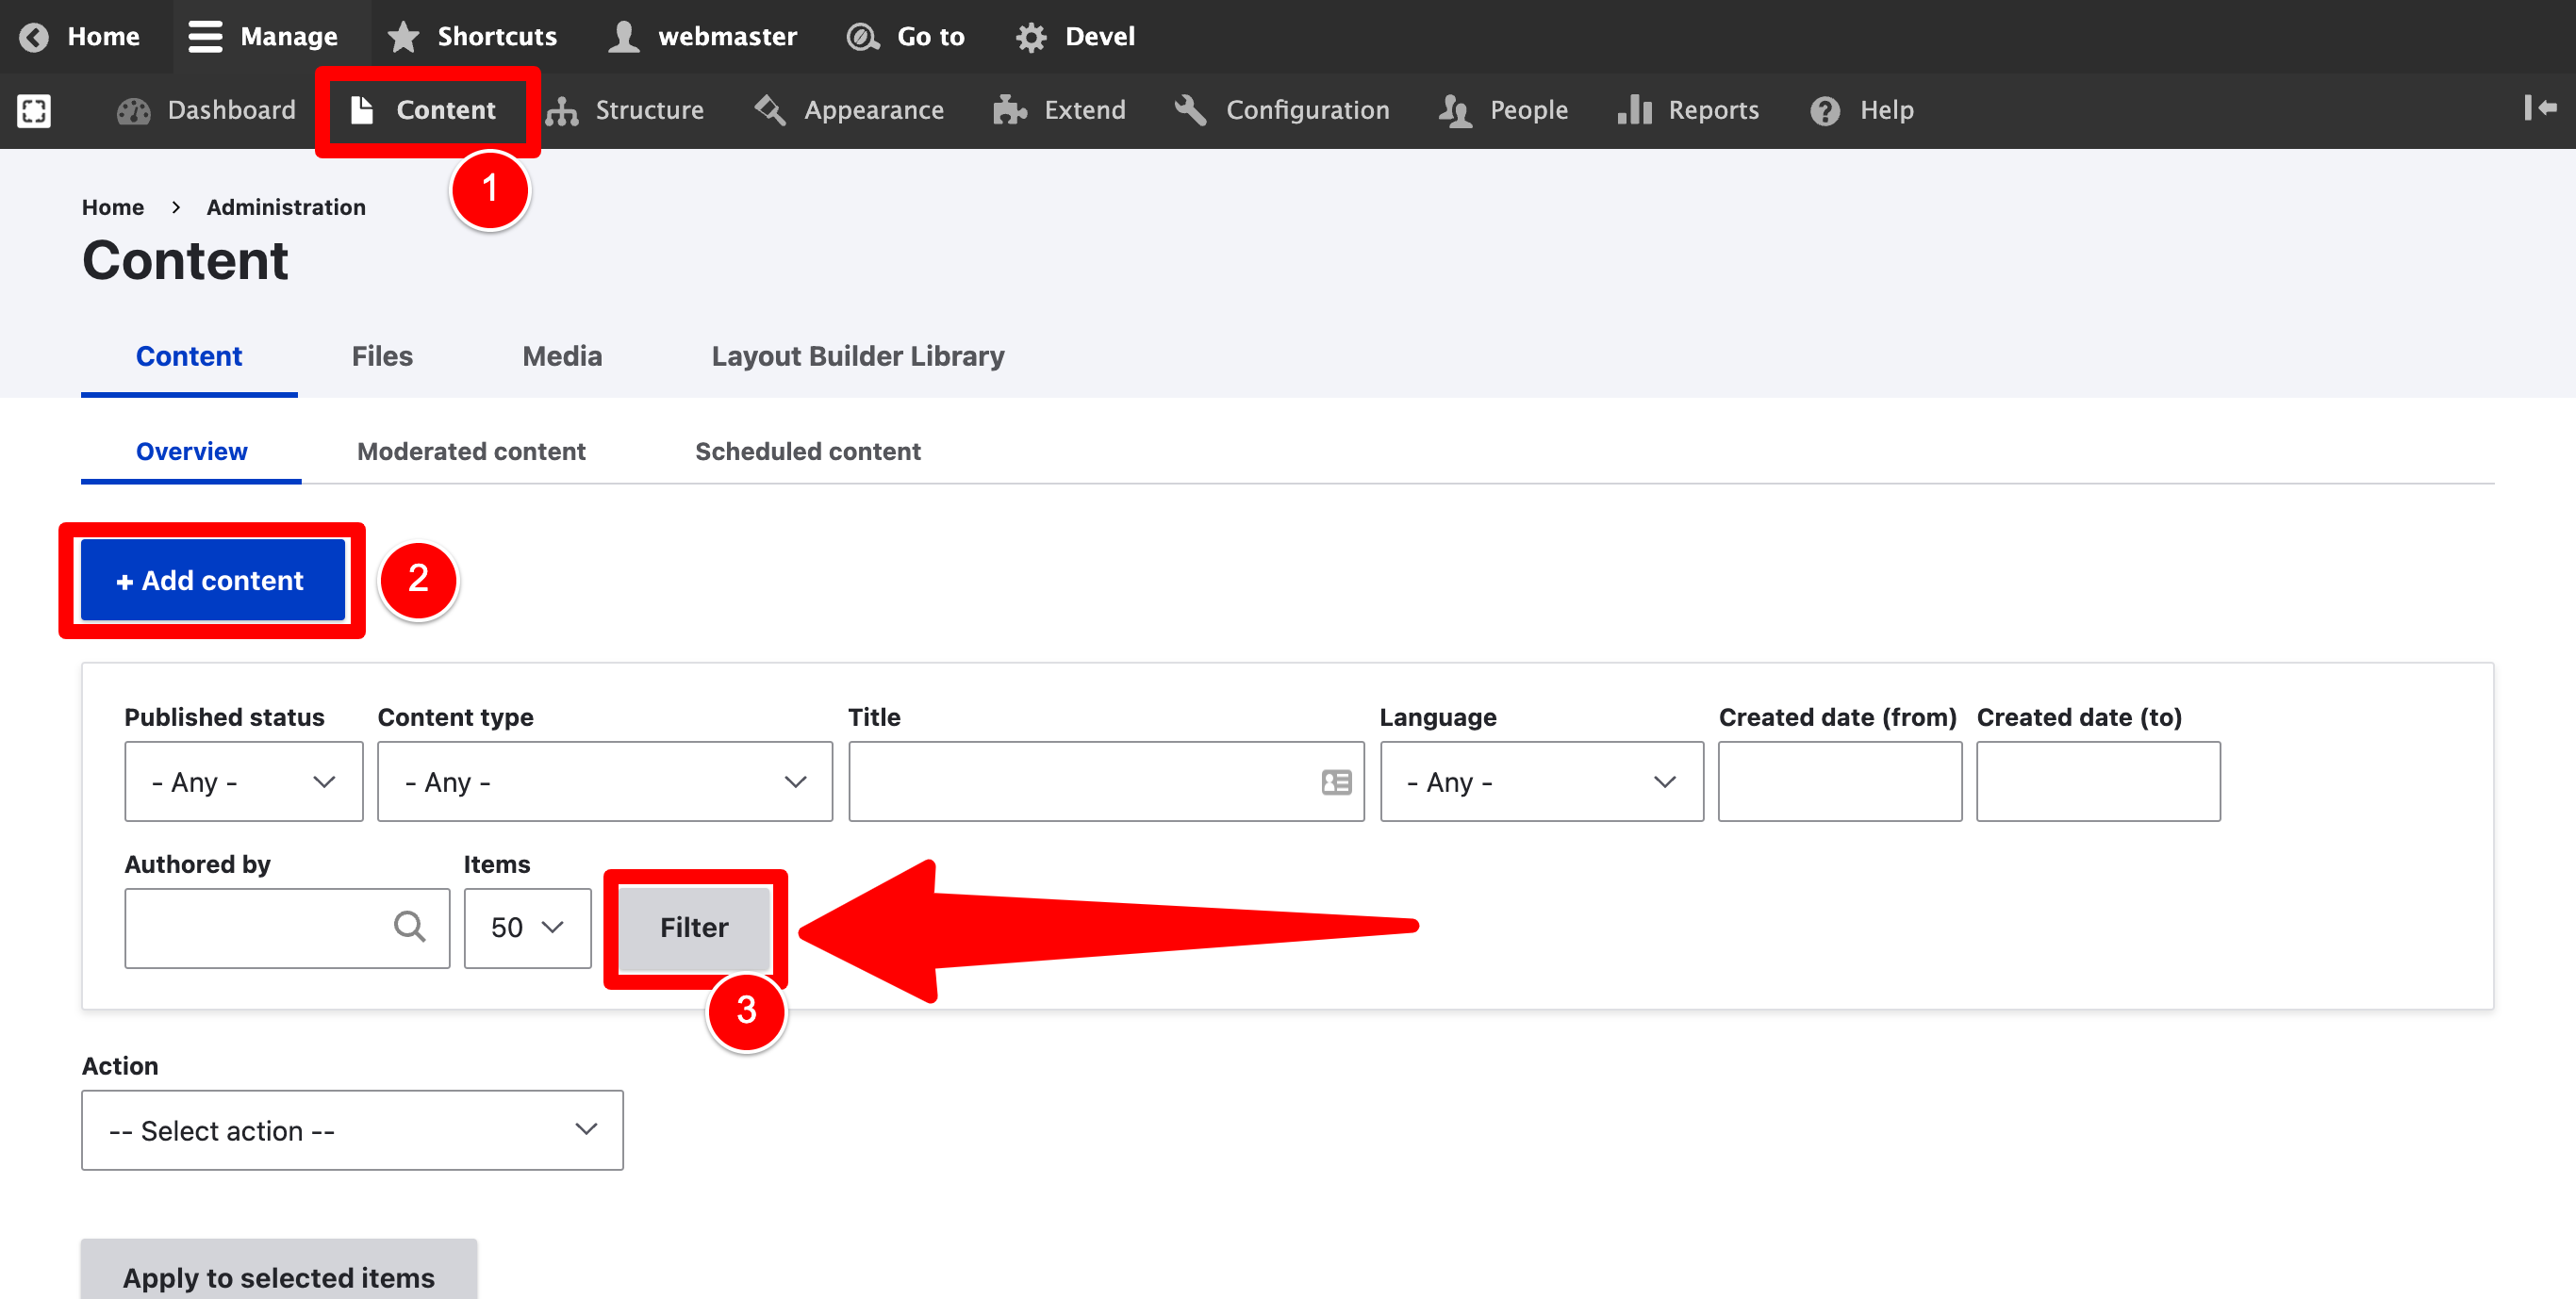 Home Manage Shortcuts webmaster Go to Devel
Dashboard Content Structure Appearance Extend Configuration People Reports Help
1
Home > Administration
Content
Content Files Media Layout Builder Library
Overview Moderated content Scheduled content
+ Add content 2
Published status Content type Title Language Created date (from) Created date (to)
- Any - - Any - - Any -
Authored by Items
50 Filter
3
Action
-- Select action --
Apply to selected items